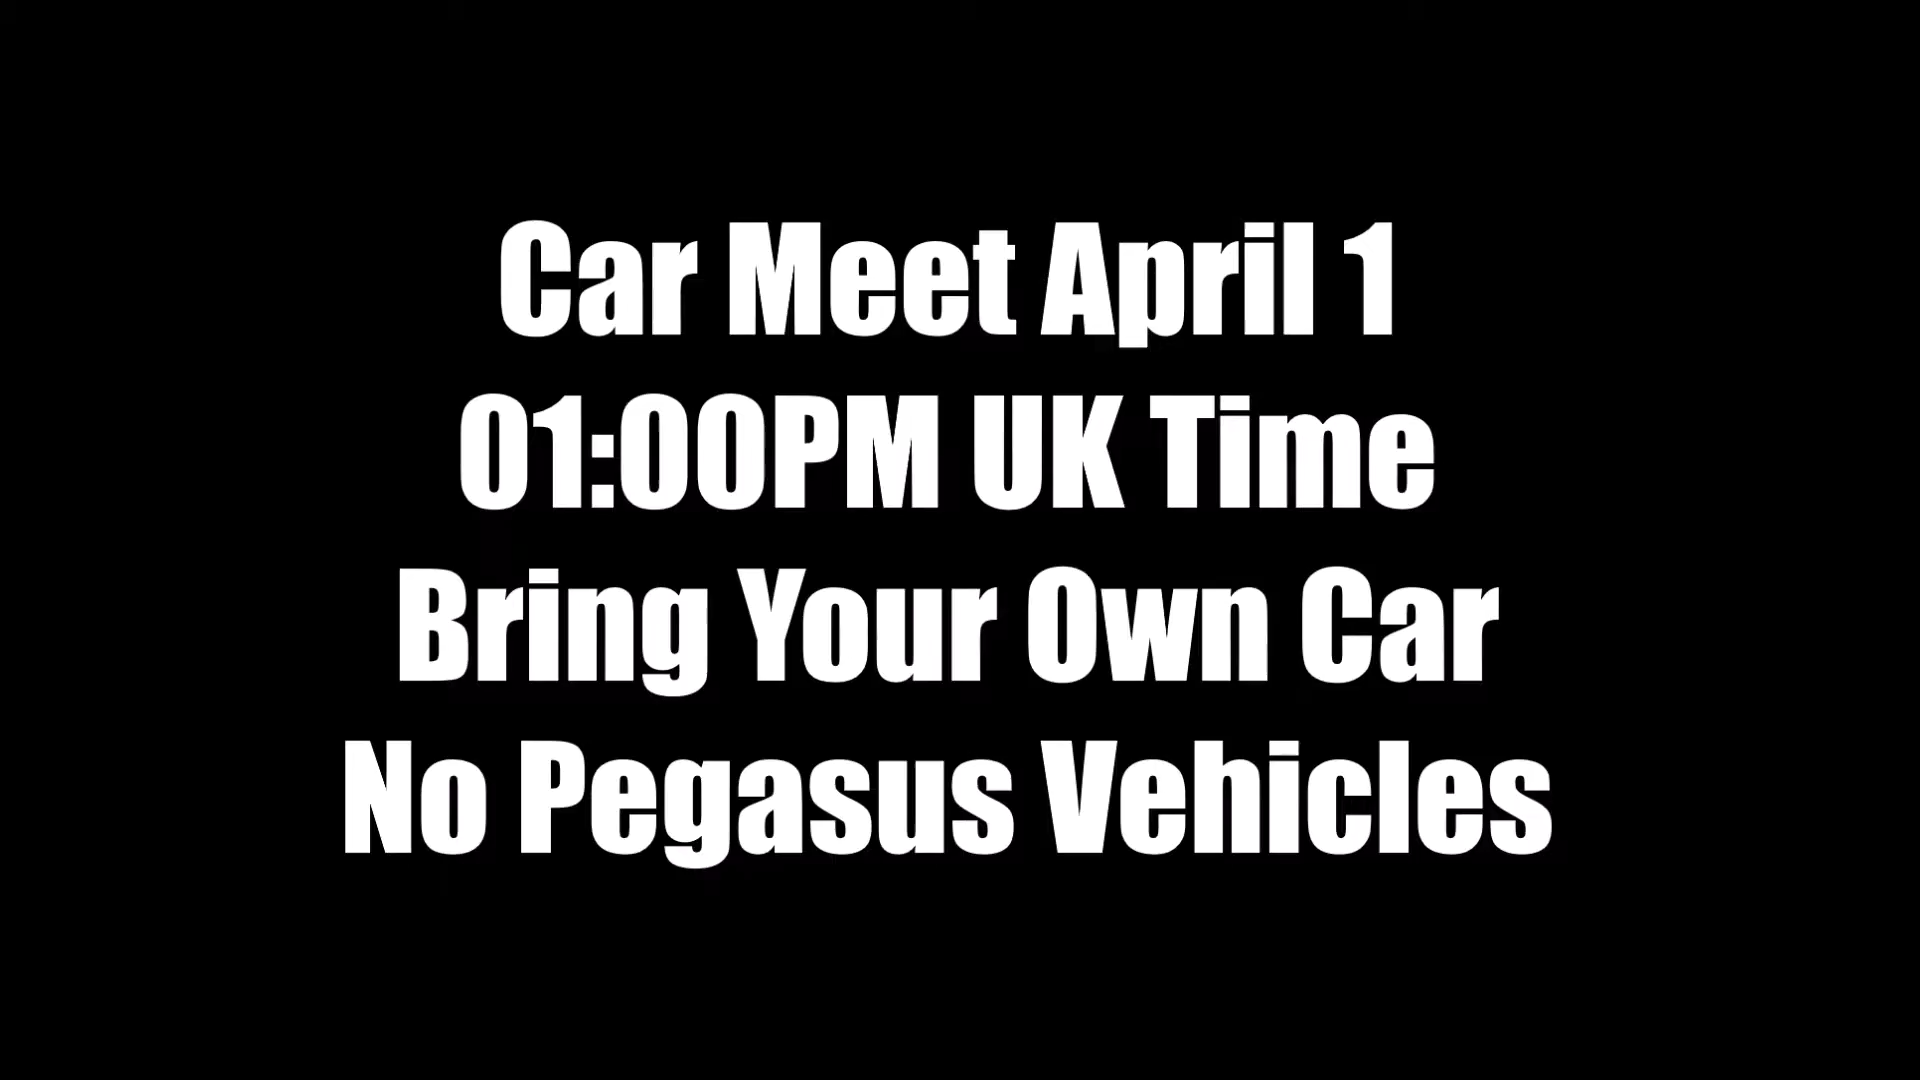 Car Meet April 1
01:00PM UK Time
Bring Your Own Car
No Pegasus Vehicles